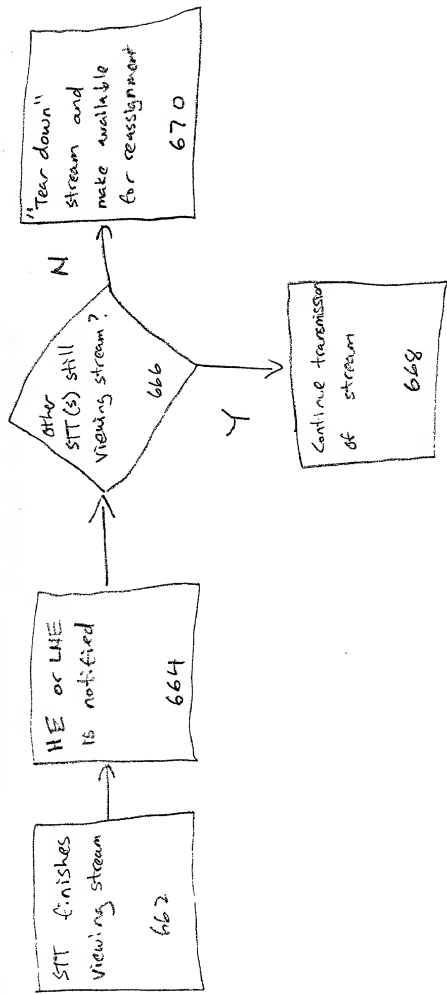 STT finishes
viewing stream
662
HE or LNE
is notified
664
Other
STT(s) still
viewing stream?
666
N
"Tear down"
stream and
make available
for reassignment
670
Y
Continue transmission
of stream
668